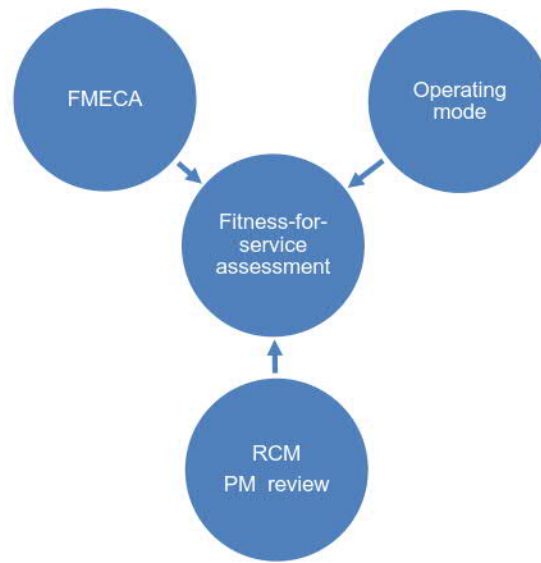 FMECA
Operating
mode
Fitness-for-
service
assessment
RCM
PM review